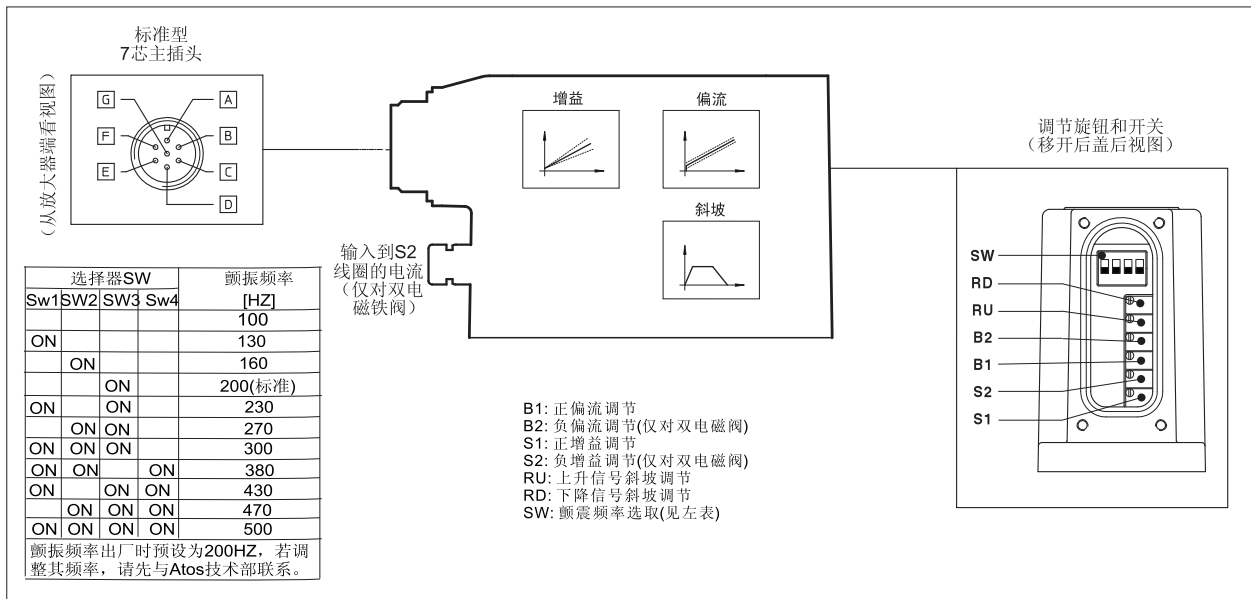 标准型
7芯主插头
(从放大器端看视图)
G A
F B
E C
D
增益
偏流
斜坡
输入到S2
线圈的电流
(仅对双电
磁铁阀)
调节旋钮和开关
(移开后盖后视图)
SW
RD
RU
B2
B1
S2
S1
选择器SW 颤振频率
Sw1 SW2 SW3 Sw4 [HZ]
100
ON 130
ON 160
ON 200(标准)
ON ON 230
ON ON 270
ON ON ON 300
ON ON ON 380
ON ON ON 430
ON ON ON 470
ON ON ON ON 500
颤振频率出厂时预设为200HZ，若调
整其频率，请先与Atos技术部联系。
B1: 正偏流调节
B2: 负偏流调节(仅对双电磁阀)
S1: 正增益调节
S2: 负增益调节(仅对双电磁阀)
RU: 上升信号斜坡调节
RD: 下降信号斜坡调节
SW: 颤震频率选取(见左表)